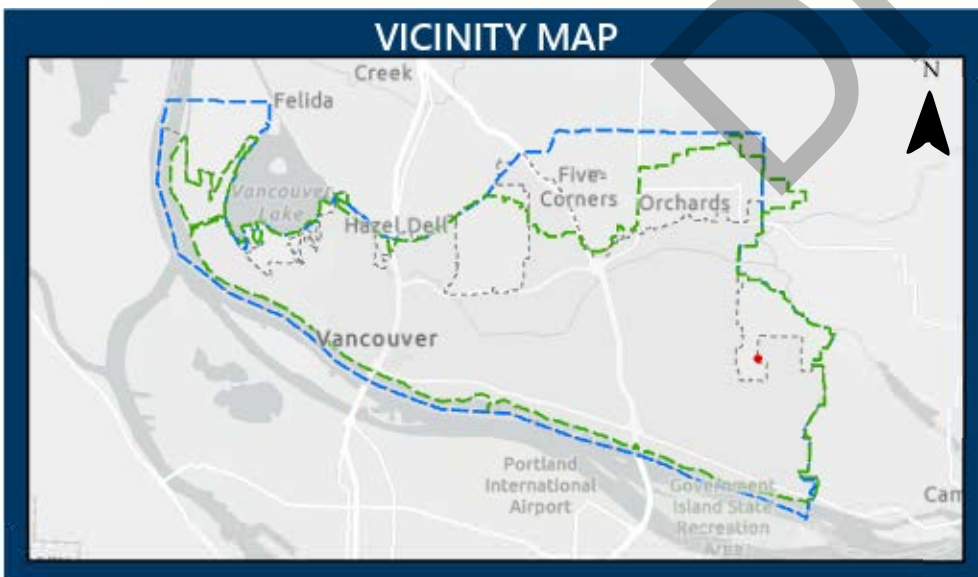 VICINITY MAP
N
Creek
Felida
Vancouver
Lake
Five
Corners
Orchards
Hazel Dell
Vancouver
Portland
International
Airport
Government
Island State
Recreation
Area
Cam